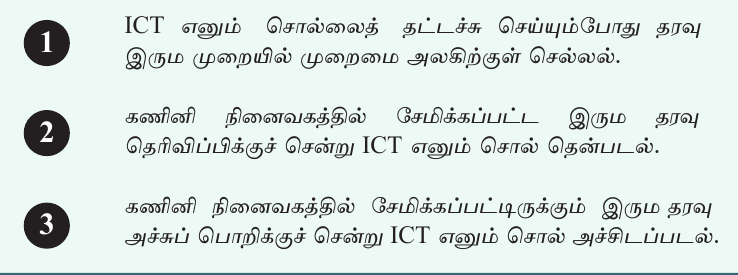 1
ICT எனும் சொல்லைத் தட்டச்சு செய்யும்போது தரவு
இரும முறையில் முறைமை அலகிற்குள் செல்லல்.
2
கணினி நினைவகத்தில் சேமிக்கப்பட்ட இரும தரவு
தெரிவிப்பிக்குச் சென்று ICT எனும் சொல் தென்படல்.
3
கணினி நினைவகத்தில் சேமிக்கப்பட்டிருக்கும் இரும தரவு
அச்சுப் பொறிக்குச் சென்று ICT எனும் சொல் அச்சிடப்படல்.